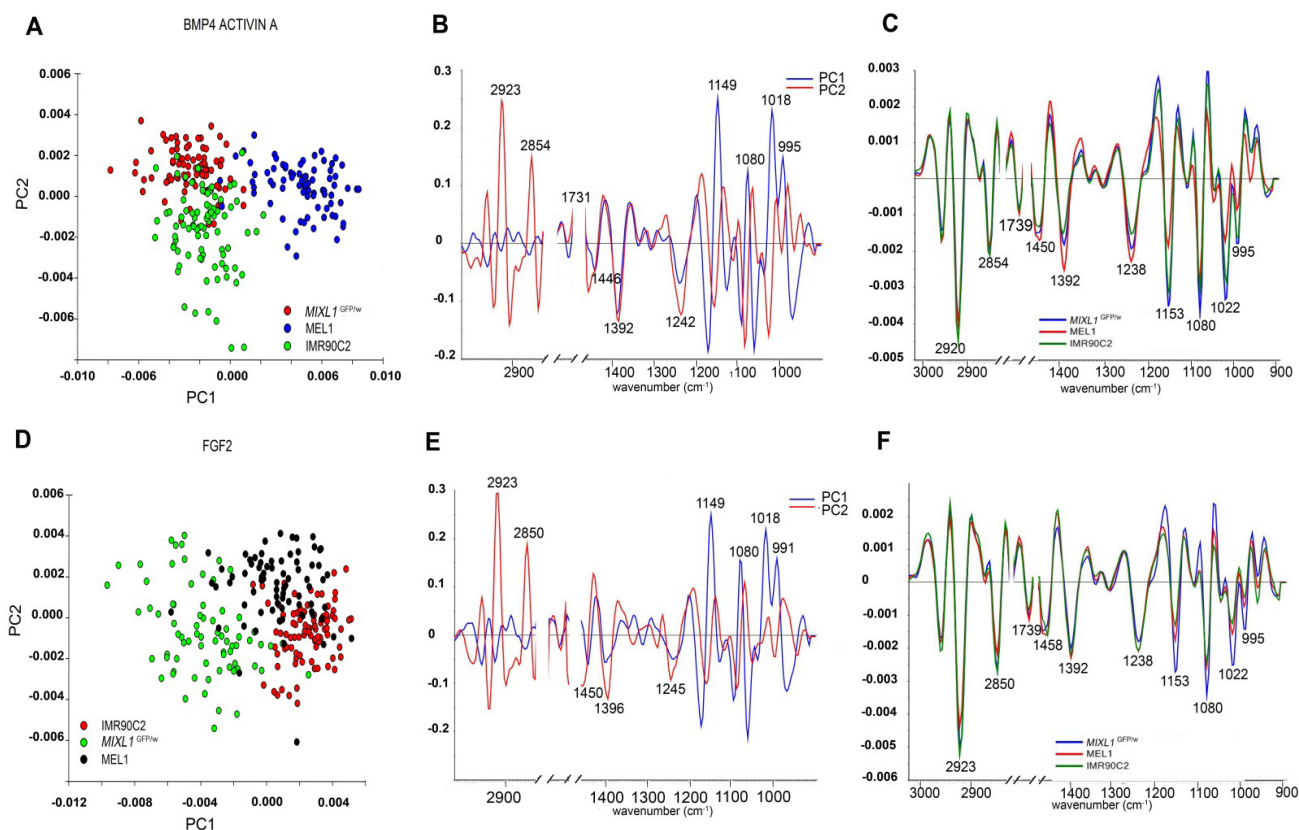 A
BMP4 ACTIVIN A
PC2
0.006
0.004
0.002
0.000
-0.002
-0.004
-0.006
MIXL1 GFP/w
MEL1
IMR90C2
-0.010 -0.006 0.000 0.006 0.010
PC1
B
0.3
0.2
0.1
0
-0.1
-0.2
PC1
PC2
2923
2854
1731
1446
1392
1242
1149
1080
1018
995
2900 1400 1300 1200 1100 1000
wavenumber (cm-1)
C
0.003
0.002
0.001
0
-0.001
-0.002
-0.003
-0.004
-0.005
2920
2854
1739
1450
1392
1238
1153
1080
1022
995
MIXL1 GFP/w
MEL1
IMR90C2
3000 2900 1400 1300 1200 1100 1000 900
wavenumber (cm-1)
D
FGF2
PC2
0.006
0.004
0.002
0.000
-0.002
-0.004
-0.006
IMR90C2
MIXL1 GFP/w
MEL1
-0.012 -0.008 -0.004 0.000 0.004
PC1
E
0.3
0.2
0.1
0
-0.1
-0.2
PC1
PC2
2923
2850
1450
1396
1245
1149
1080
1018
991
2900 1400 1300 1200 1100 1000
wavenumber (cm-1)
F
0.002
0.001
0
-0.001
-0.002
-0.003
-0.004
-0.005
-0.006
2923
2850
1739
1458
1392
1238
1153
1080
1022
995
MIXL1 GFP/w
MEL1
IMR90C2
3000 2900 1400 1300 1200 1100 1000 900
wavenumber (cm-1)